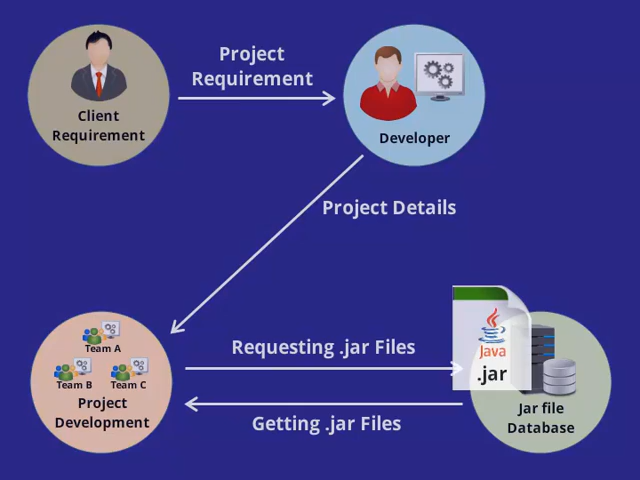 Project
Requirement
Client
Requirement
Developer
Project Details
Team A
Team B
Team C
Project
Development
Requesting .jar Files
Getting .jar Files
Java
.jar
Jar file
Database